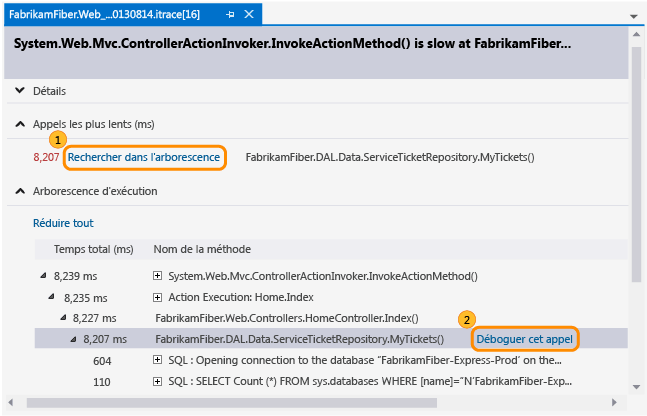 FabrikamFiber.Web_...0130814.itrace[16]
System.Web.Mvc.ControllerActionInvoker.InvokeActionMethod() is slow at FabrikamFiber...
Détails
Appels les plus lents (ms)
1
8,207 Rechercher dans l'arborescence FabrikamFiber.DAL.Data.ServiceTicketRepository.MyTickets()
Arborescence d'exécution
Réduire tout
Temps total (ms) Nom de la méthode
8,239 ms System.Web.Mvc.ControllerActionInvoker.InvokeActionMethod()
8,235 ms Action Execution: Home.Index
8,227 ms FabrikamFiber.Web.Controllers.HomeController.Index()
2
8,207 ms FabrikamFiber.DAL.Data.ServiceTicketRepository.MyTickets() Déboguer cet appel
604 SQL : Opening connection to the database "FabrikamFiber-Express-Prod' on the...
110 SQL : SELECT Count (*) FROM sys.databases WHERE [name]="N'FabrikamFiber-Exp...